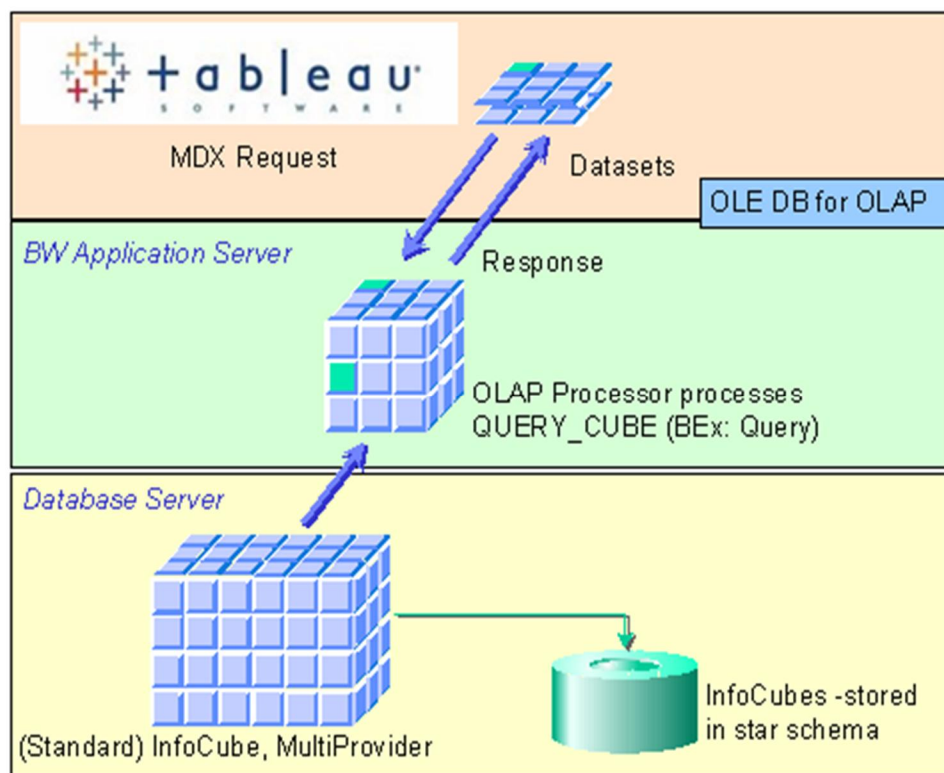 +ableau
SOFTWARE
MDX Request
Datasets
OLE DB for OLAP
BW Application Server
Response
OLAP Processor processes
QUERY_CUBE (BEx: Query)
Database Server
(Standard) InfoCube, MultiProvider
InfoCubes -stored
in star schema